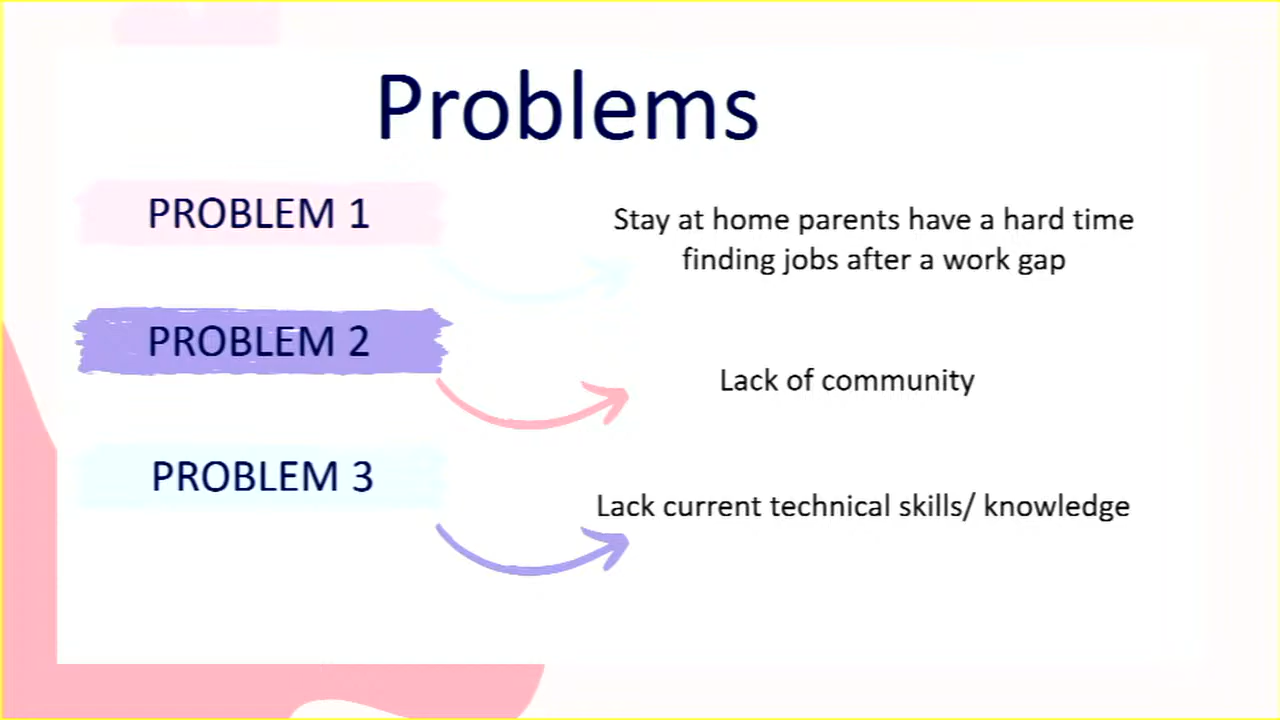 Problems
PROBLEM 1
Stay at home parents have a hard time
finding jobs after a work gap
PROBLEM 2
Lack of community
PROBLEM 3
Lack current technical skills/ knowledge